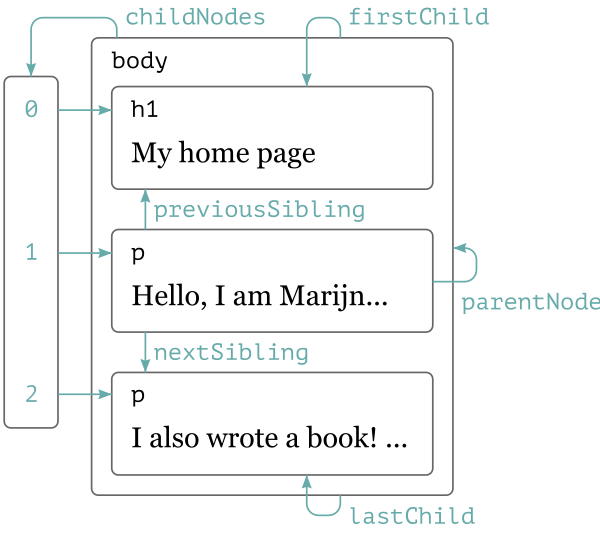 childNodes
firstChild
body
0
h1
My home page
previousSibling
1
p
Hello, I am Marijn...
parentNode
nextSibling
2
p
I also wrote a book! ...
lastChild